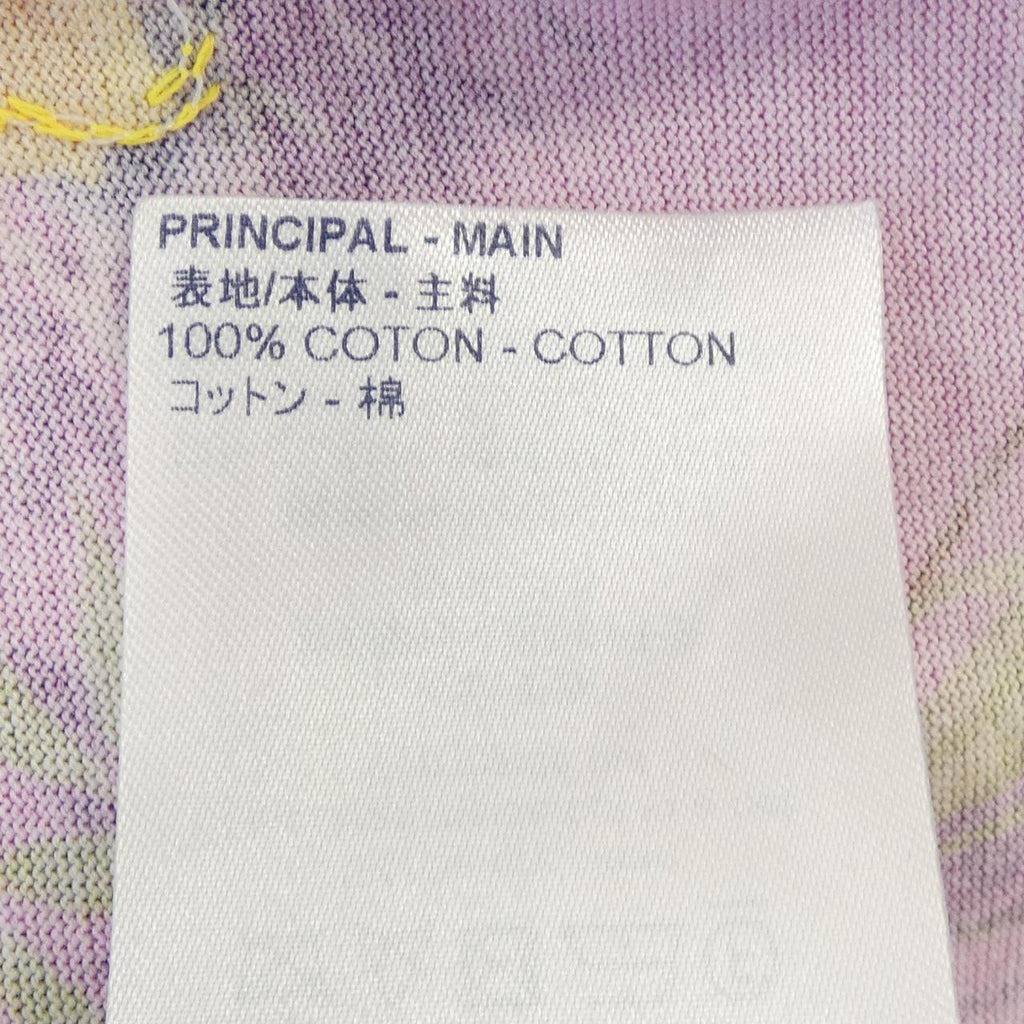 PRINCIPAL - MAIN
表地/本体 - 主料
100% COTON - COTTON
コットン - 棉